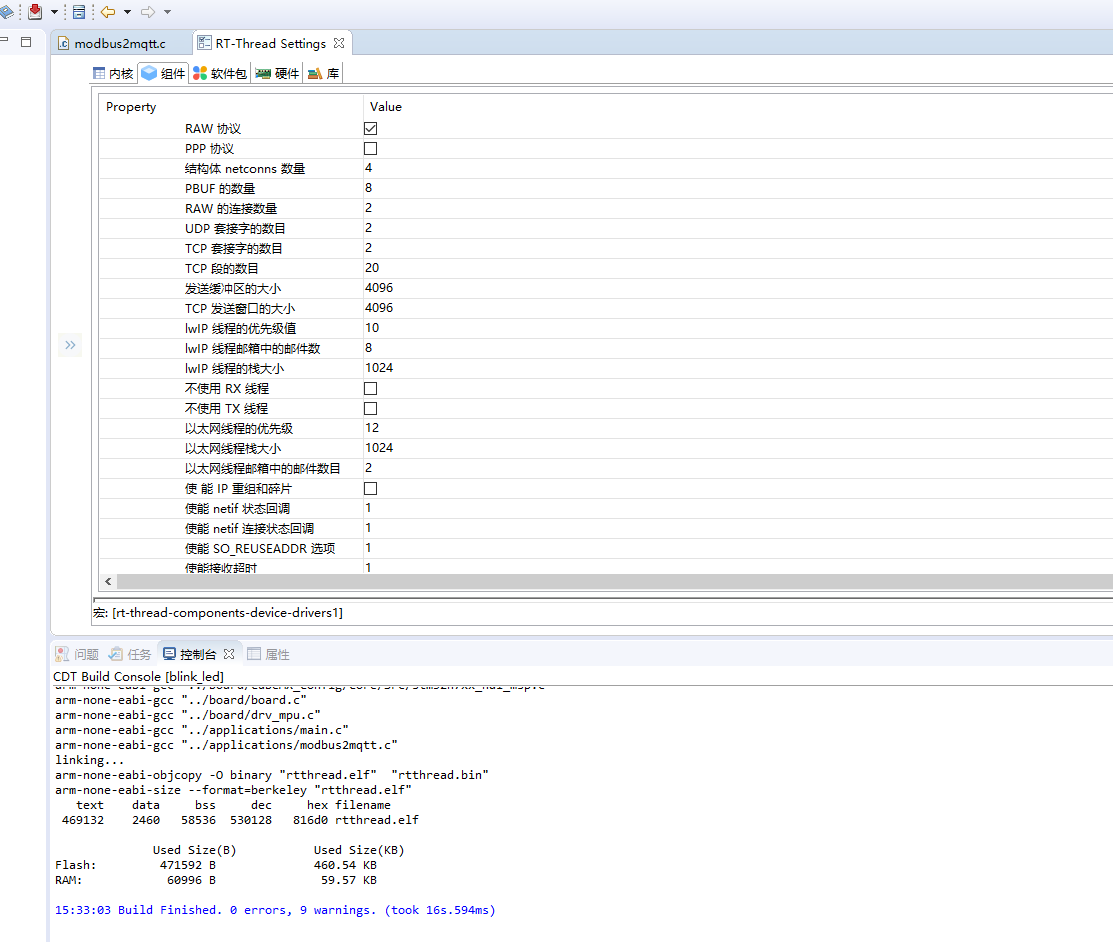 modbus2mqtt.c RT-Thread Settings
内核 组件 软件包 硬件 库
Property Value
RAW 协议
PPP 协议
结构体 netconns 数量 4
PBUF 的数量 8
RAW 的连接数量 2
UDP 套接字的数目 2
TCP 套接字的数目 2
TCP 段的数目 20
发送缓冲区的大小 4096
TCP 发送窗口的大小 4096
lwIP 线程的优先级值 10
lwIP 线程邮箱中的邮件数 8
lwIP 线程的栈大小 1024
不使用 RX 线程
不使用 TX 线程
以太网线程的优先级 12
以太网线程栈大小 1024
以太网线程邮箱中的邮件数目 2
使 能 IP 重组和碎片
使能 netif 状态回调 1
使能 netif 连接状态回调 1
使能 SO_REUSEADDR 选项 1
使能接收超时 1
宏: [rt-thread-components-device-drivers1]
问题 任务 控制台 属性
CDT Build Console [blink_led]
arm-none-eabi-gcc "../board/CubeMX_Config/Core/Src/stm32h7xx_hal_msp.c"
arm-none-eabi-gcc "../board/board.c"
arm-none-eabi-gcc "../board/drv_mpu.c"
arm-none-eabi-gcc "../applications/main.c"
arm-none-eabi-gcc "../applications/modbus2mqtt.c"
linking...
arm-none-eabi-objcopy -O binary "rtthread.elf" "rtthread.bin"
arm-none-eabi-size --format=berkeley "rtthread.elf"
text data bss dec hex filename
469132 2460 58536 530128 816d0 rtthread.elf
Used Size(B) Used Size(KB)
Flash: 471592 B 460.54 KB
RAM: 60996 B 59.57 KB
15:33:03 Build Finished. 0 errors, 9 warnings. (took 16s.594ms)